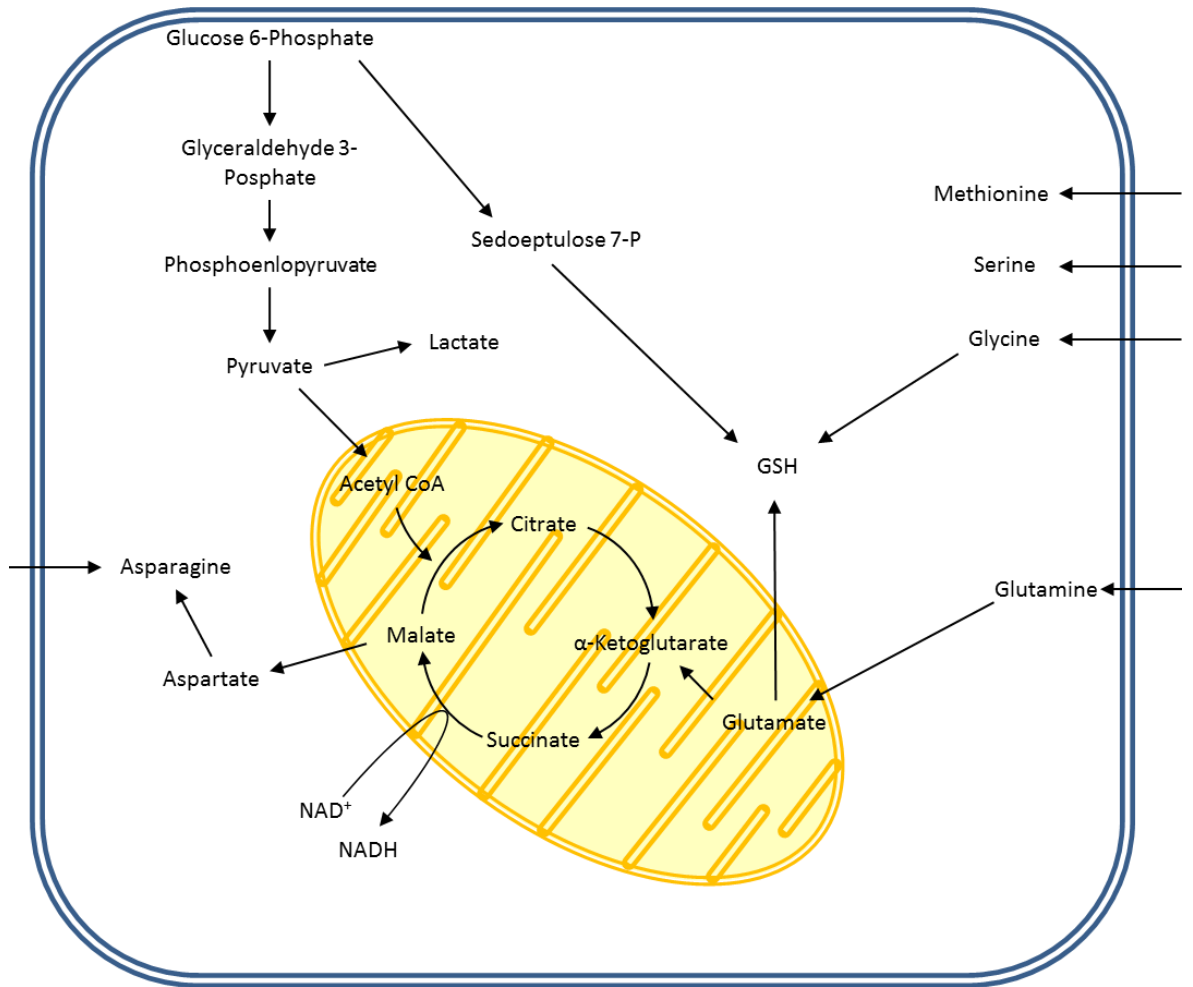 Glucose 6-Phosphate
Glyceraldehyde 3-
Posphate
Methionine
Sedoeptulose 7-P
Phosphoenlopyruvate
Serine
Lactate
Glycine
Pyruvate
GSH
Acetyl CoA
Citrate
Asparagine
Glutamine
Malate
α-Ketoglutarate
Aspartate
Glutamate
Succinate
NAD⁺
NADH